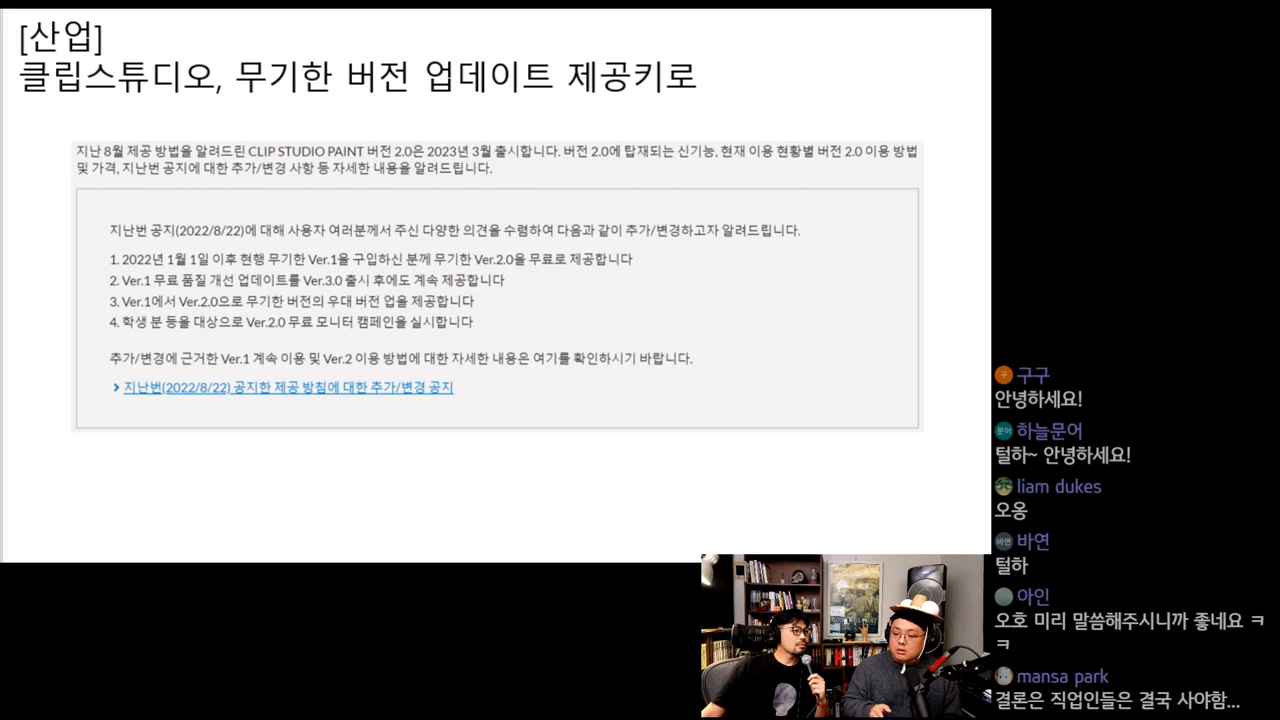 [산업]
클립스튜디오, 무기한 버전 업데이트 제공키로
지난 8월 제공 방법을 알려드린 CLIP STUDIO PAINT 버전 2.0은 2023년 3월 출시합니다. 버전 2.0에 탑재되는 신기능, 현재 이용 현황별 버전 2.0 이용 방법
및 가격, 지난번 공지에 대한 추가/변경 사항 등 자세한 내용을 알려드립니다.
지난번 공지(2022/8/22)에 대해 사용자 여러분께서 주신 다양한 의견을 수렴하여 다음과 같이 추가/변경하고자 알려드립니다.
1. 2022년 1월 1일 이후 현행 무기한 Ver.1을 구입하신 분께 무기한 Ver.2.0을 무료로 제공합니다
2. Ver.1 무료 품질 개선 업데이트를 Ver.3.0 출시 후에도 계속 제공합니다
3. Ver.1에서 Ver.2.0으로 무기한 버전의 우대 버전 업을 제공합니다
4. 학생 분 등을 대상으로 Ver.2.0 무료 모니터 캠페인을 실시합니다
추가/변경에 근거한 Ver.1 계속 이용 및 Ver.2 이용 방법에 대한 자세한 내용은 여기를 확인하시기 바랍니다.
지난번(2022/8/22) 공지한 제공 방침에 대한 추가/변경 공지
구 구구
안녕하세요!
문어 하늘문어
털하~ 안녕하세요!
liam dukes
오옹
바연 바연
털하
아인
오호 미리 말씀해주시니까 좋네요 ㅋ
ㅋ
mansa park
결론은 직업인들은 결국 사야함...